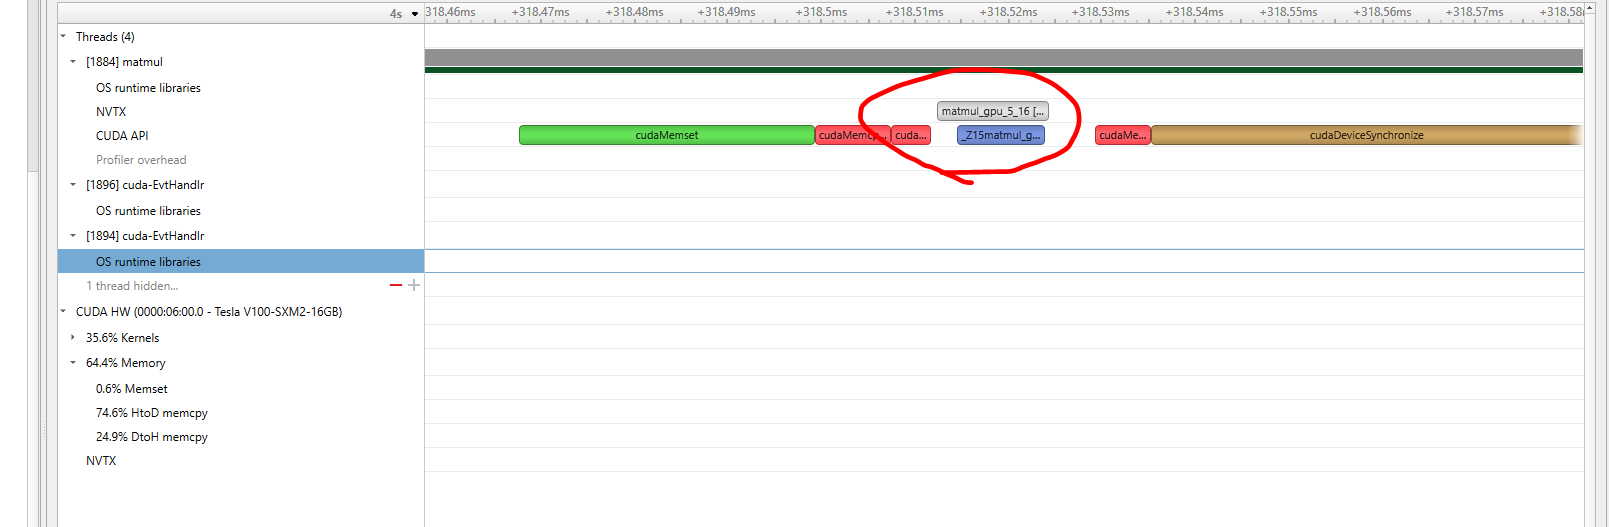 4s +318.46ms +318.47ms +318.48ms +318.49ms +318.5ms +318.51ms +318.52ms +318.53ms +318.54ms +318.55ms +318.56ms +318.57ms +318.58
Threads (4)
[1884] matmul
OS runtime libraries
NVTX matmul_gpu_5_16 [...
CUDA API cudaMemset cudaMemcp... cuda... _Z15matmul_g... cudaMe... cudaDeviceSynchronize
Profiler overhead
[1896] cuda-EvtHandlr
OS runtime libraries
[1894] cuda-EvtHandlr
OS runtime libraries
1 thread hidden...
CUDA HW (0000:06:00.0 - Tesla V100-SXM2-16GB)
35.6% Kernels
64.4% Memory
0.6% Memset
74.6% HtoD memcpy
24.9% DtoH memcpy
NVTX